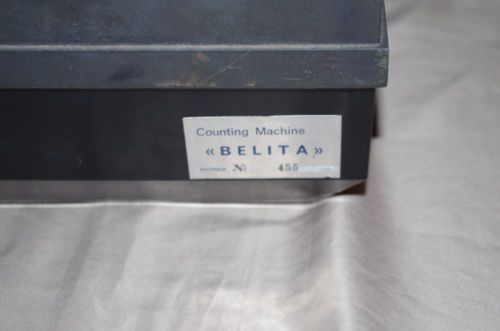 Counting Machine
«BELITA»
№ 455